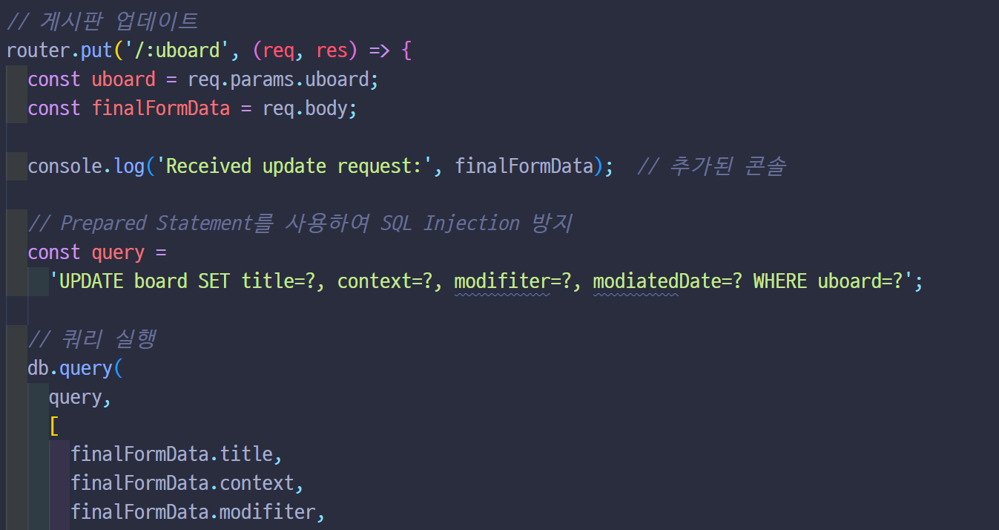 // 게시판 업데이트
router.put('/:uboard', (req, res) => {
const uboard = req.params.uboard;
const finalFormData = req.body;
console.log('Received update request:', finalFormData); // 추가된 콘솔
// Prepared Statement를 사용하여 SQL Injection 방지
const query =
'UPDATE board SET title=?, context=?, modifiter=?, modiatedDate=? WHERE uboard=?';
// 쿼리 실행
db.query(
query,
[
finalFormData.title,
finalFormData.context,
finalFormData.modifiter,